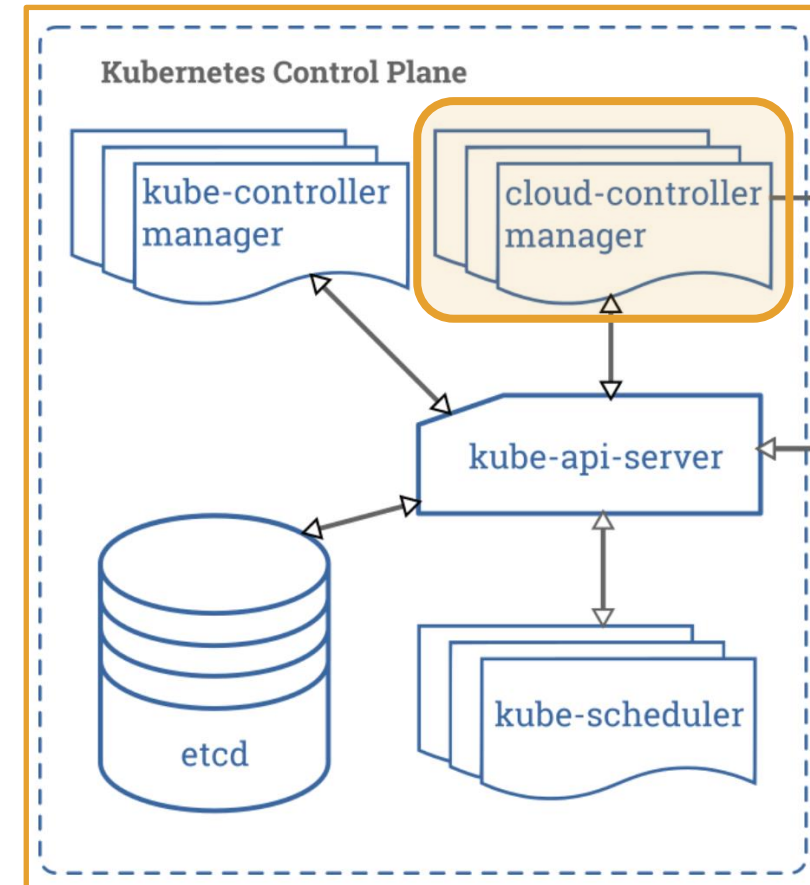 Kubernetes Control Plane
kube-controller
manager
cloud-controller
manager
kube-api-server
kube-scheduler
etcd